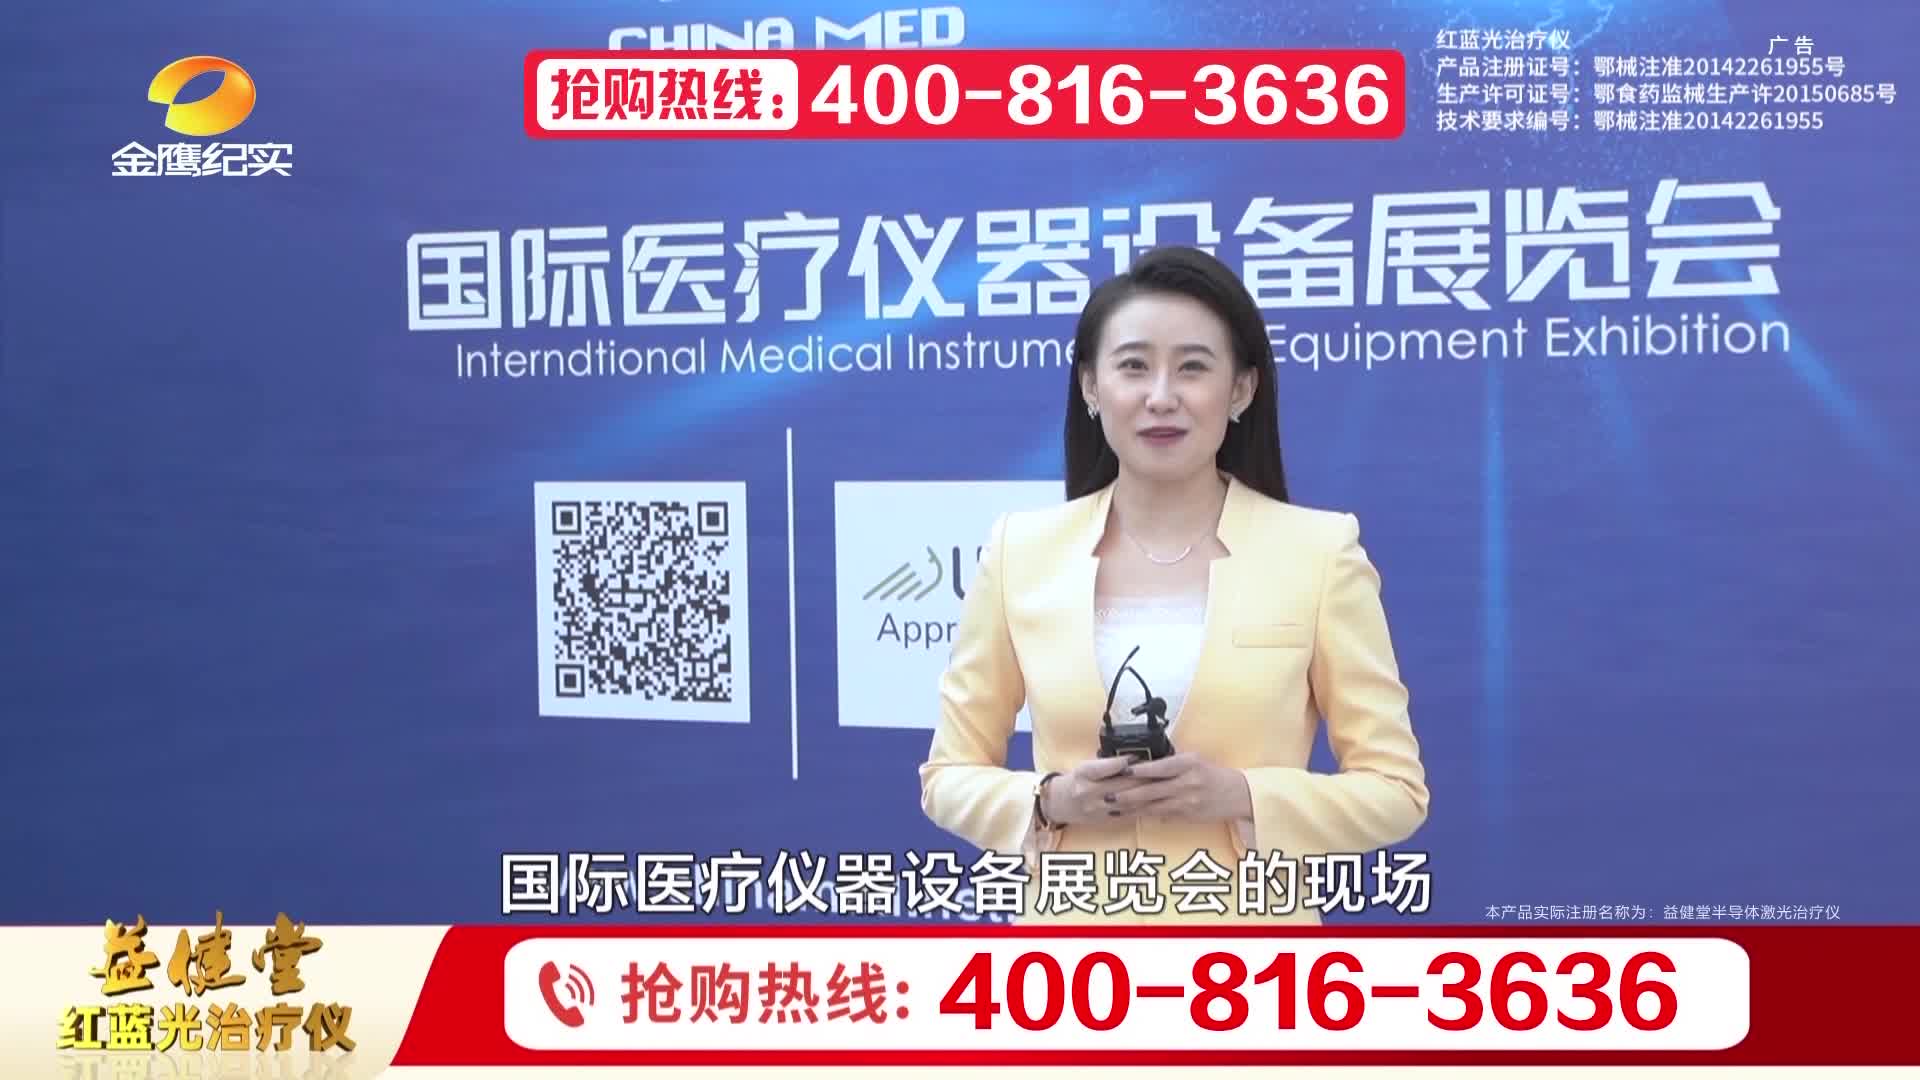 CHINA MED
抢购热线：400-816-3636
广告
红蓝光治疗仪
产品注册证号：鄂械注准20142261955号
生产许可证号：鄂食药监械生产许20150685号
技术要求编号：鄂械注准20142261955
金鹰纪实
国际医疗仪器设备展览会
Interndtional Medical Instrume Equipment Exhibition
Appr
国际医疗仪器设备展览会的现场
本产品实际注册名称为：益健堂半导体激光治疗仪
益健堂
红蓝光治疗仪
抢购热线：400-816-3636